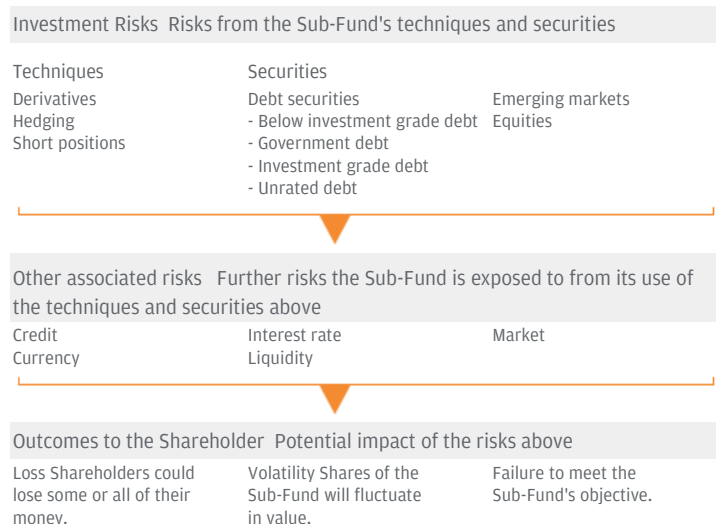 Investment Risks Risks from the Sub-Fund's techniques and securities
Techniques
Derivatives
Hedging
Short positions
Securities
Debt securities
- Below investment grade debt
- Government debt
- Investment grade debt
- Unrated debt
Emerging markets
Equities
Other associated risks Further risks the Sub-Fund is exposed to from its use of
the techniques and securities above
Credit
Currency
Interest rate
Liquidity
Market
Outcomes to the Shareholder Potential impact of the risks above
Loss Shareholders could
lose some or all of their
money.
Volatility Shares of the
Sub-Fund will fluctuate
in value.
Failure to meet the
Sub-Fund's objective.